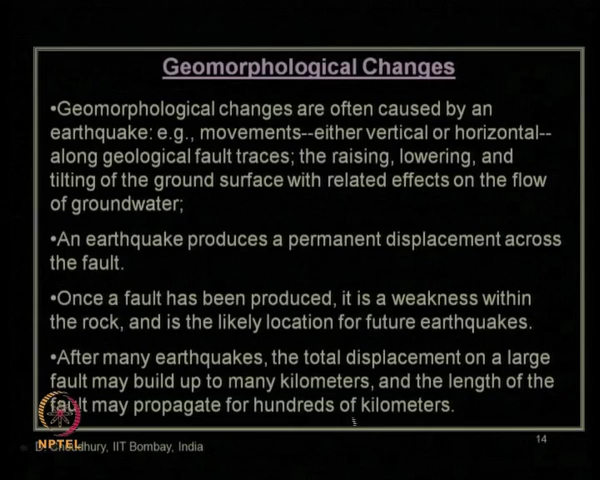 Geomorphological Changes
•Geomorphological changes are often caused by an
earthquake: e.g., movements--either vertical or horizontal--
along geological fault traces; the raising, lowering, and
tilting of the ground surface with related effects on the flow
of groundwater;
•An earthquake produces a permanent displacement across
the fault.
•Once a fault has been produced, it is a weakness within
the rock, and is the likely location for future earthquakes.
•After many earthquakes, the total displacement on a large
fault may build up to many kilometers, and the length of the
fault may propagate for hundreds of kilometers.
14
NPTEL
D. Choudhury, IIT Bombay, India